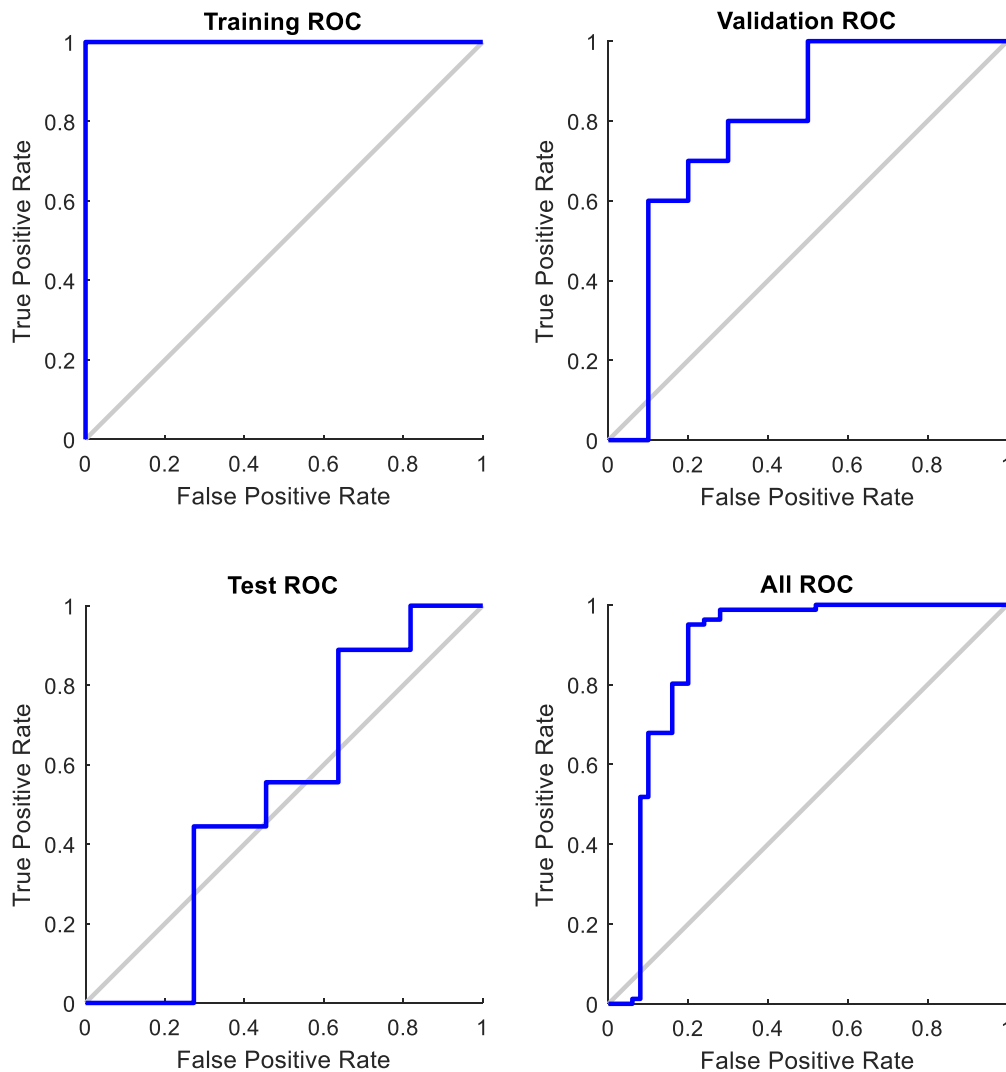 Training ROC
1
0.8
0.6
0.4
0.2
0
True Positive Rate
0 0.2 0.4 0.6 0.8 1
False Positive Rate
Validation ROC
1
0.8
0.6
0.4
0.2
0
True Positive Rate
0 0.2 0.4 0.6 0.8 1
False Positive Rate
Test ROC
1
0.8
0.6
0.4
0.2
0
True Positive Rate
0 0.2 0.4 0.6 0.8 1
False Positive Rate
All ROC
1
0.8
0.6
0.4
0.2
0
True Positive Rate
0 0.2 0.4 0.6 0.8 1
False Positive Rate